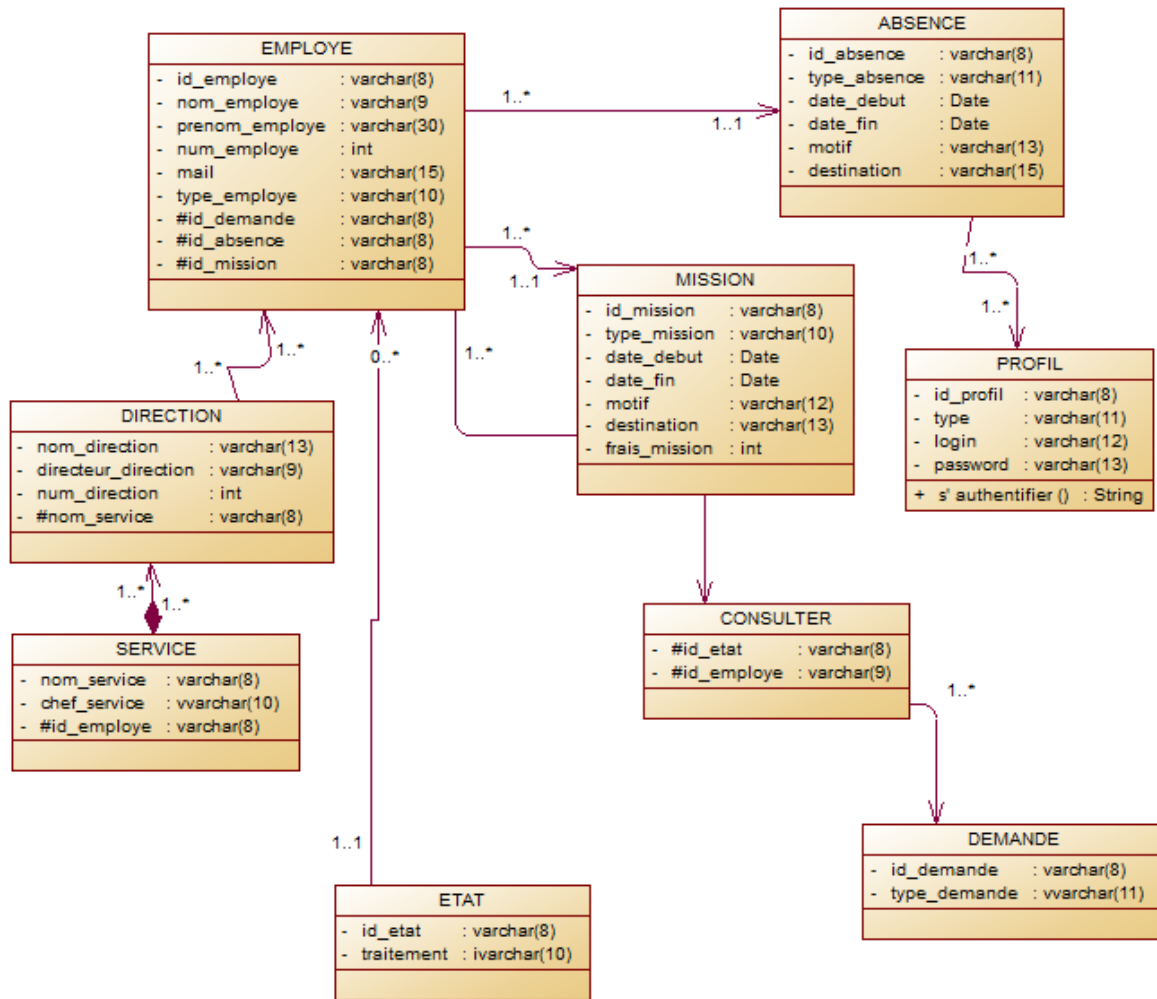 EMPLOYE
- id_employe : varchar(8)
- nom_employe : varchar(9
- prenom_employe : varchar(30)
- num_employe : int
- mail : varchar(15)
- type_employe : varchar(10)
- #id_demande : varchar(8)
- #id_absence : varchar(8)
- #id_mission : varchar(8)
1..*
1..1
ABSENCE
- id_absence : varchar(8)
- type_absence : varchar(11)
- date_debut : Date
- date_fin : Date
- motif : varchar(13)
- destination : varchar(15)
1..*
1..1
1..*
MISSION
- id_mission : varchar(8)
- type_mission : varchar(10)
- date_debut : Date
- date_fin : Date
- motif : varchar(12)
- destination : varchar(13)
- frais_mission : int
1..*
1..*
PROFIL
- id_profil : varchar(8)
- type : varchar(11)
- login : varchar(12)
- password : varchar(13)
+ s' authentifier () : String
1..*
1..*
0..*
DIRECTION
- nom_direction : varchar(13)
- directeur_direction : varchar(9)
- num_direction : int
- #nom_service : varchar(8)
1..*
1..*
SERVICE
- nom_service : varchar(8)
- chef_service : vvarchar(10)
- #id_employe : varchar(8)
CONSULTER
- #id_etat : varchar(8)
- #id_employe : varchar(9)
1..*
DEMANDE
- id_demande : varchar(8)
- type_demande : vvarchar(11)
1..1
ETAT
- id_etat : varchar(8)
- traitement : ivarchar(10)